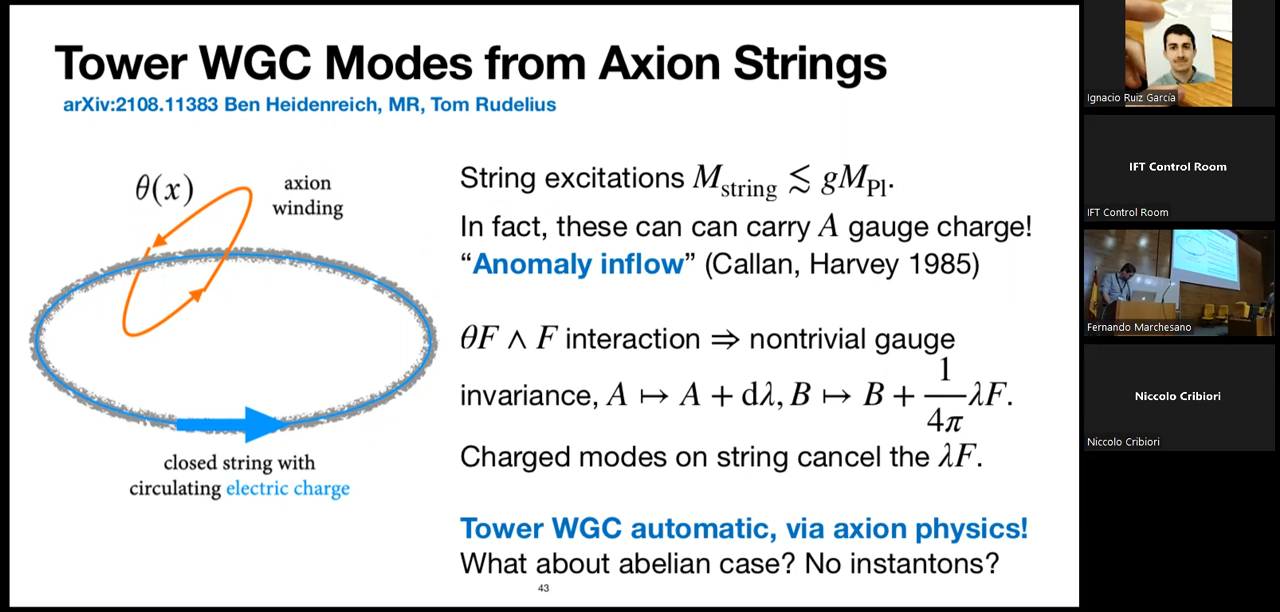 Tower WGC Modes from Axion Strings
arXiv:2108.11383 Ben Heidenreich, MR, Tom Rudelius
θ(x)
axion
winding
closed string with
circulating electric charge
String excitations M_string ≲ gM_Pl.
In fact, these can can carry A gauge charge!
“Anomaly inflow” (Callan, Harvey 1985)
θF ∧ F interaction ⇒ nontrivial gauge
invariance, A ↦ A + dλ, B ↦ B + 1/4π λF.
Charged modes on string cancel the λF.
Tower WGC automatic, via axion physics!
What about abelian case? No instantons?
43
Ignacio Ruiz García
IFT Control Room
IFT Control Room
Fernando Marchesano
Niccolo Cribiori
Niccolo Cribiori